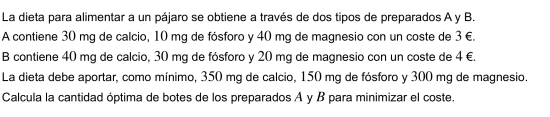 La dieta para alimentar a un pájaro se obtiene a través de dos tipos de preparados A y B.
A contiene 30 mg de calcio, 10 mg de fósforo y 40 mg de magnesio con un coste de 3 €.
B contiene 40 mg de calcio, 30 mg de fósforo y 20 mg de magnesio con un coste de 4 €.
La dieta debe aportar, como mínimo, 350 mg de calcio, 150 mg de fósforo y 300 mg de magnesio.
Calcula la cantidad óptima de botes de los preparados A y B para minimizar el coste.